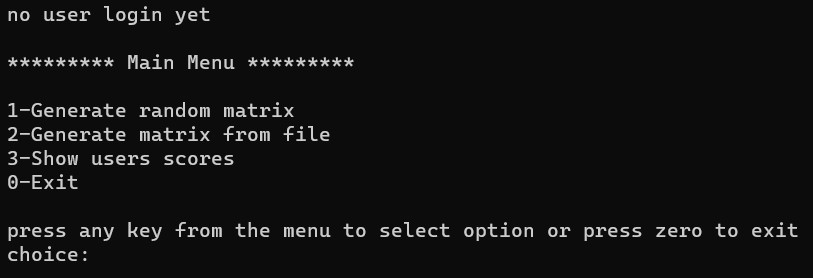 no user login yet
********* Main Menu *********
1-Generate random matrix
2-Generate matrix from file
3-Show users scores
0-Exit
press any key from the menu to select option or press zero to exit
choice: